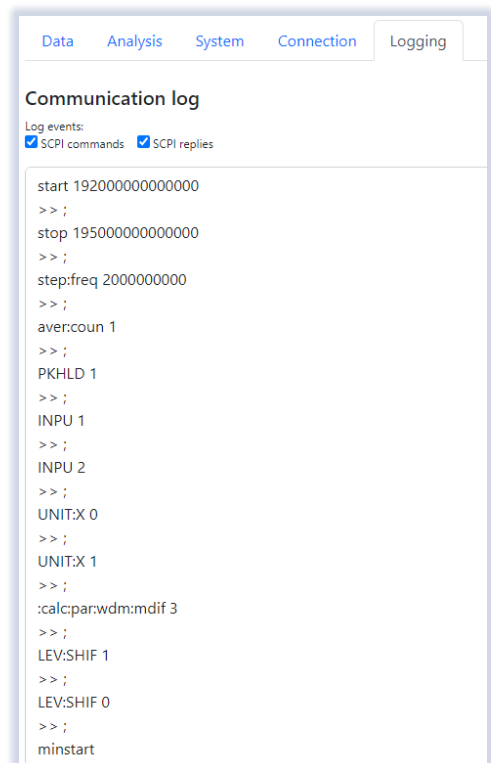 Data Analysis System Connection Logging
Communication log
Log events:
SCPI commands SCPI replies
start 192000000000000
>> ;
stop 195000000000000
>> ;
step:freq 2000000000
>> ;
aver:coun 1
>> ;
PKHLD 1
>> ;
INPU 1
>> ;
INPU 2
>> ;
UNIT:X 0
>> ;
UNIT:X 1
>> ;
:calc:par:wdm:mdif 3
>> ;
LEV:SHIF 1
>> ;
LEV:SHIF 0
>> ;
minstart